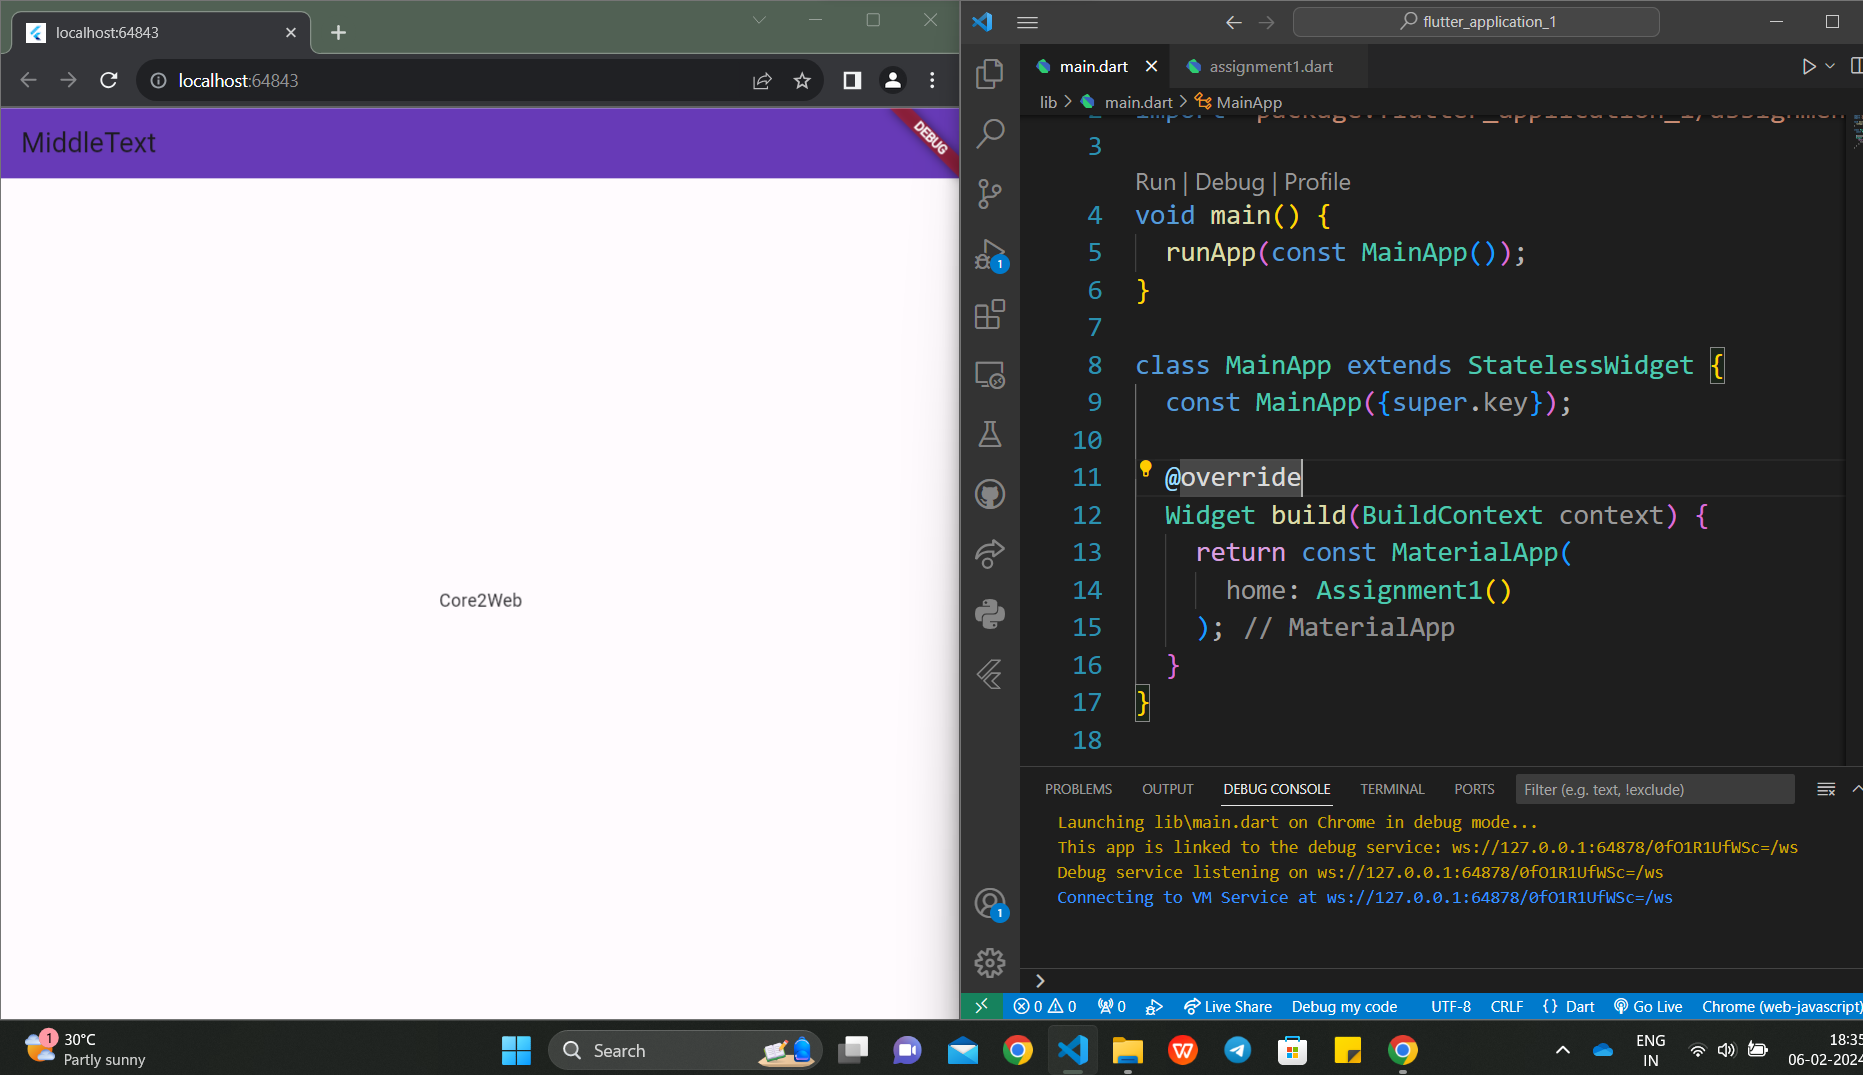 localhost:64843
localhost:64843
MiddleText
DEBUG
Core2Web
flutter_application_1
main.dart
assignment1.dart
lib > main.dart > MainApp
3
Run | Debug | Profile
4 void main() {
5 runApp(const MainApp());
6 }
7
8 class MainApp extends StatelessWidget {
9 const MainApp({super.key});
10
11 @override
12 Widget build(BuildContext context) {
13 return const MaterialApp(
14 home: Assignment1()
15 ); // MaterialApp
16 }
17 }
18
PROBLEMS OUTPUT DEBUG CONSOLE TERMINAL PORTS Filter (e.g. text, !exclude)
Launching lib\main.dart on Chrome in debug mode...
This app is linked to the debug service: ws://127.0.0.1:64878/0fO1R1UfWSc=/ws
Debug service listening on ws://127.0.0.1:64878/0fO1R1UfWSc=/ws
Connecting to VM Service at ws://127.0.0.1:64878/0fO1R1UfWSc=/ws
1
1
0 0 0 Live Share Debug my code UTF-8 CRLF {} Dart Go Live Chrome (web-javascript)
1
30°C
Partly sunny
Search
ENG
IN
18:35
06-02-2024